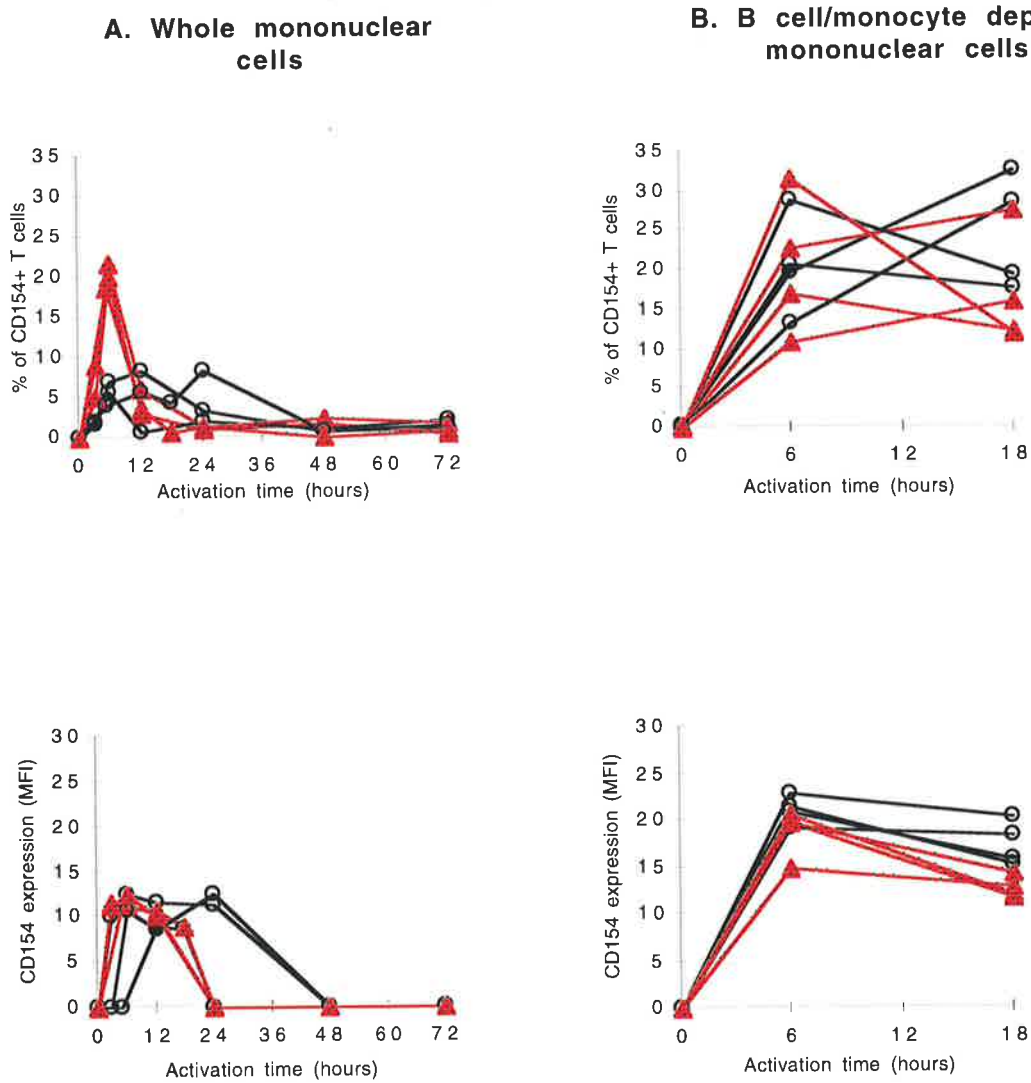 A. Whole mononuclear
cells
B. B cell/monocyte dep
mononuclear cells
% of CD154+ T cells
35
30
25
20
15
10
5
0
0 12 24 36 48 60 72
Activation time (hours)
% of CD154+ T cells
35
30
25
20
15
10
5
0
0 6 12 18
Activation time (hours)
CD154 expression (MFI)
30
25
20
15
10
5
0
0 12 24 36 48 60 72
Activation time (hours)
CD154 expression (MFI)
30
25
20
15
10
5
0
0 6 12 18
Activation time (hours)